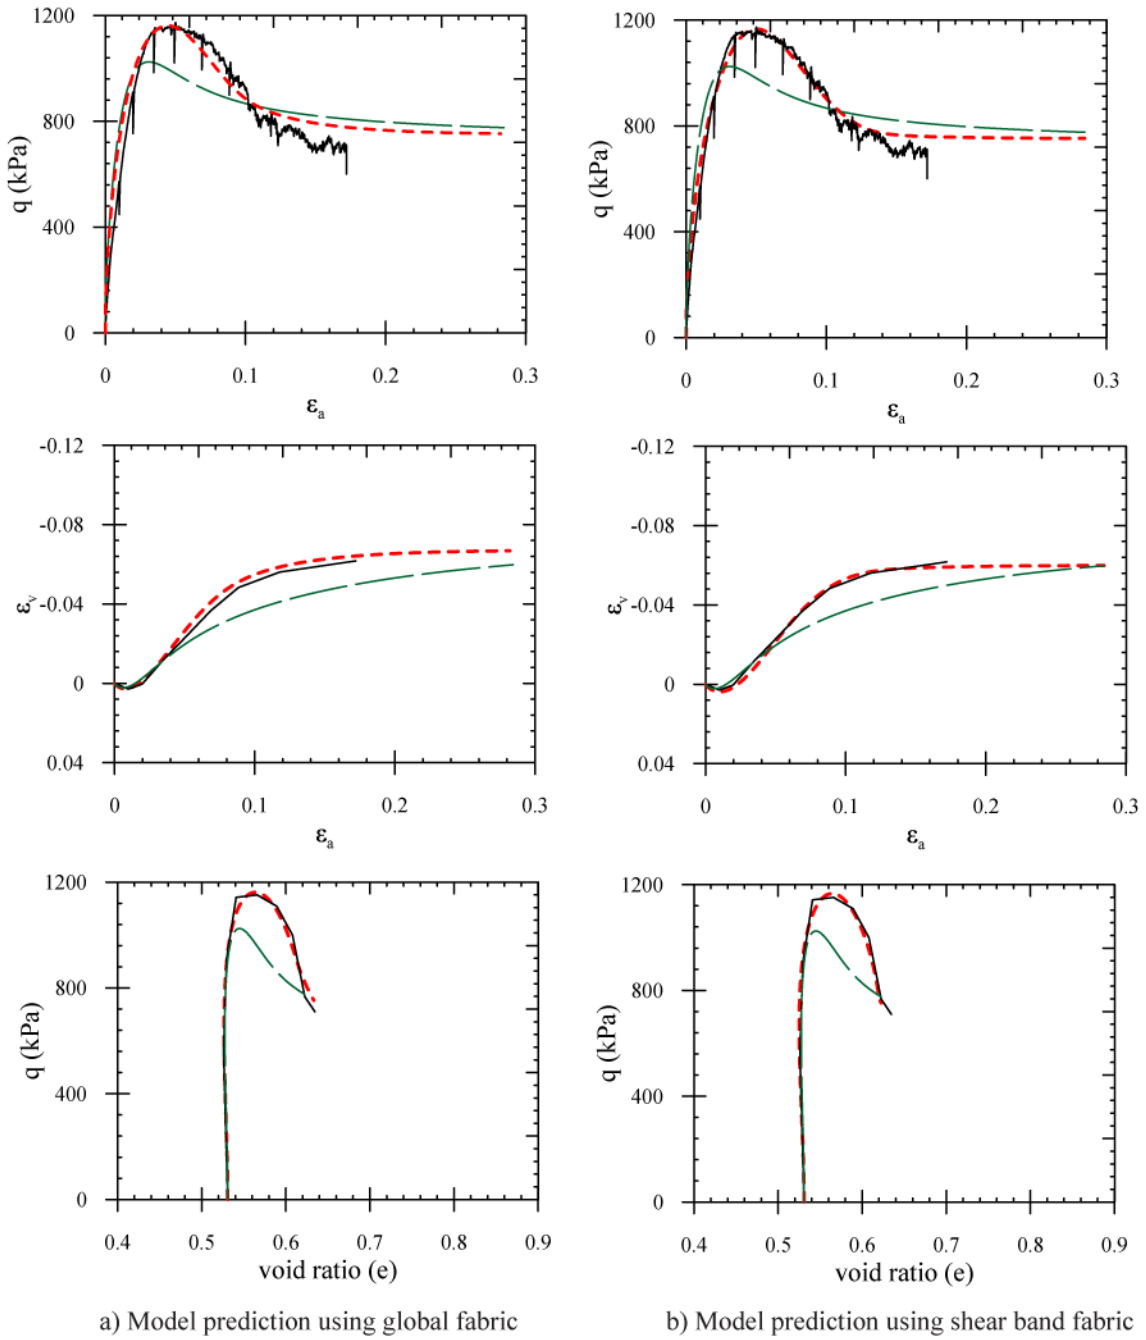 1200
800
400
0
q (kPa)
0 0.1 0.2 0.3
εa
1200
800
400
0
q (kPa)
0 0.1 0.2 0.3
εa
-0.12
-0.08
-0.04
0
0.04
εv
0 0.1 0.2 0.3
εa
-0.12
-0.08
-0.04
0
0.04
εv
0 0.1 0.2 0.3
εa
1200
800
400
0
q (kPa)
0.4 0.5 0.6 0.7 0.8 0.9
void ratio (e)
1200
800
400
0
q (kPa)
0.4 0.5 0.6 0.7 0.8 0.9
void ratio (e)
a) Model prediction using global fabric
b) Model prediction using shear band fabric